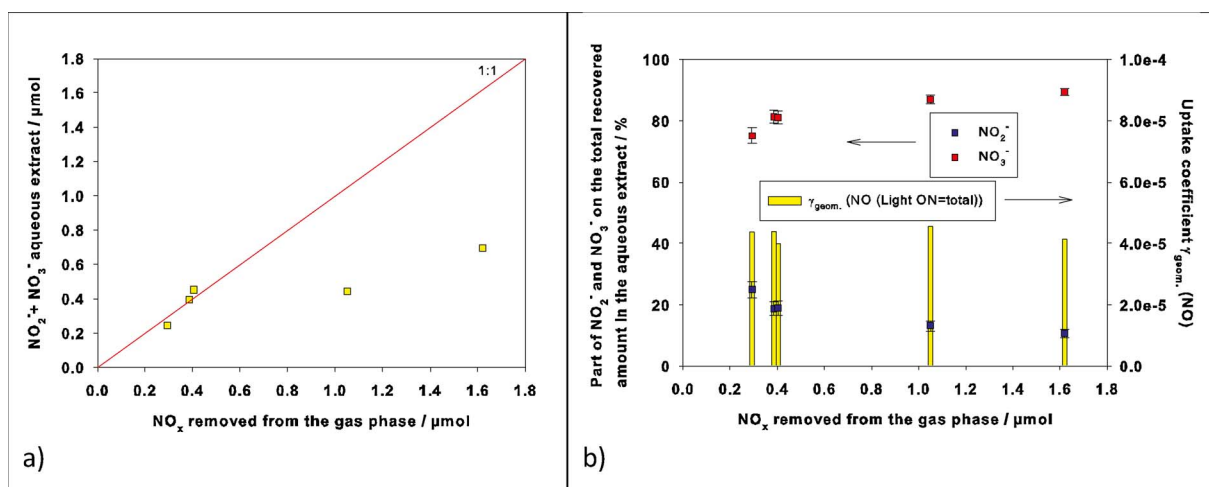 1.8
1.6
1.4
1.2
1.0
0.8
0.6
0.4
0.2
0.0
NO₂⁻+ NO₃⁻ aqueous extract / µmol
1:1
0.0 0.2 0.4 0.6 0.8 1.0 1.2 1.4 1.6 1.8
NOₓ removed from the gas phase / µmol
a)
Part of NO₂⁻ and NO₃⁻ on the total recovered
amount in the aqueous extract / %
100
80
60
40
20
0
NO₂⁻
NO₃⁻
γgeom. (NO (Light ON=total))
1.0e-4
8.0e-5
6.0e-5
4.0e-5
2.0e-5
0.0
Uptake coefficient γgeom. (NO)
0.0 0.2 0.4 0.6 0.8 1.0 1.2 1.4 1.6 1.8
NOₓ removed from the gas phase / µmol
b)